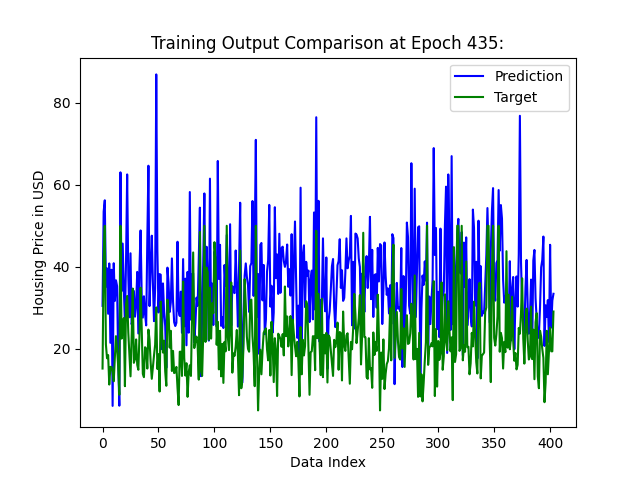 Training Output Comparison at Epoch 435:
Prediction
Target
80
60
40
20
Housing Price in USD
0 50 100 150 200 250 300 350 400
Data Index